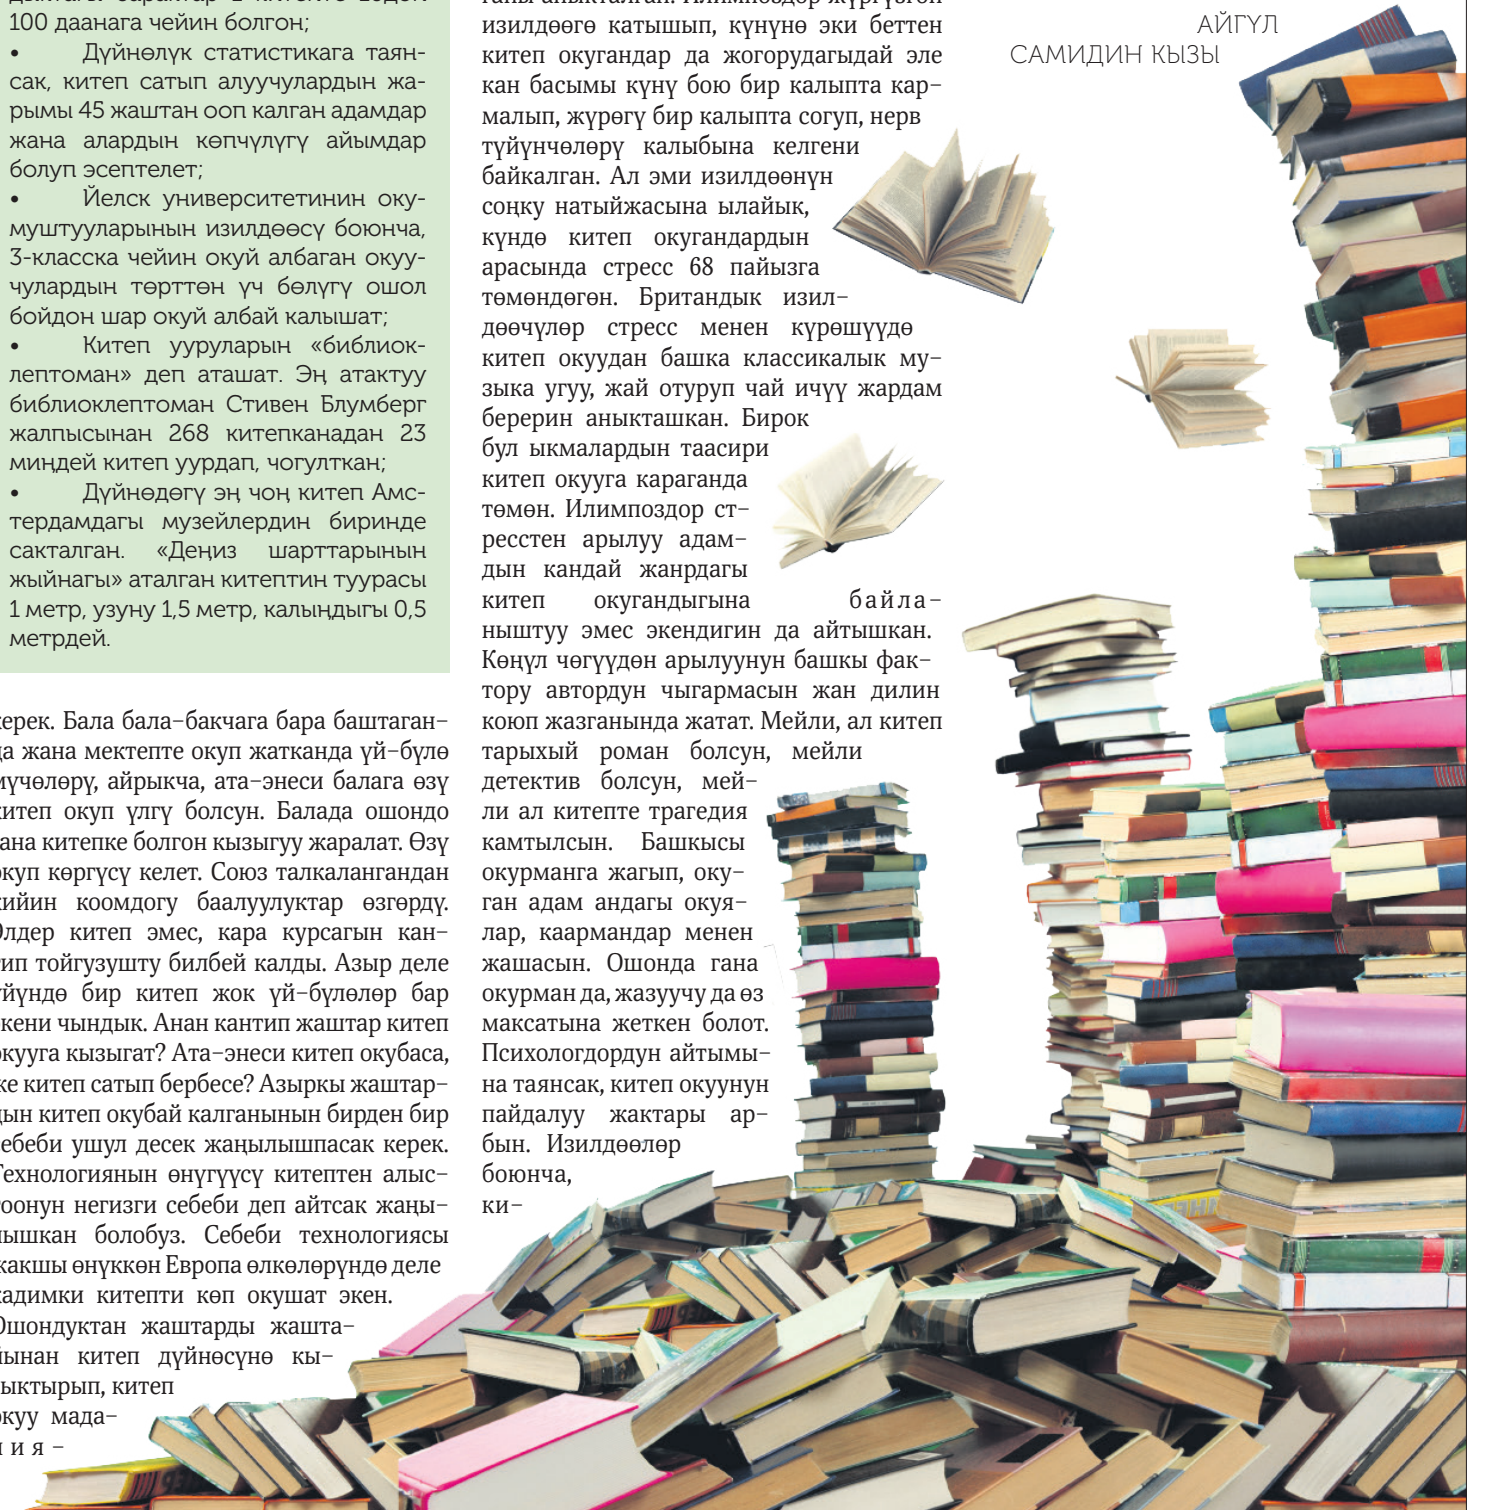 100 даанага чейин болгон;
• Дүйнөлүк статистикага таян-
сак, китеп сатып алуучулардын жа-
рымы 45 жаштан ооп калган адамдар
жана алардын көпчүлүгү айымдар
болуп эсептелет;
• Йелск университетинин оку-
муштууларынын изилдөөсү боюнча,
3-класска чейин окуй албаган окуу-
чулардын төрттөн үч бөлүгү ошол
бойдон шар окуй албай калышат;
• Китеп ууруларын «библиок-
лептоман» деп аташат. Эң атактуу
библиоклептоман Стивен Блумберг
жалпысынан 268 китепканадан 23
миңдей китеп уурдап, чогулткан;
• Дүйнөдөгү эң чоң китеп Амс-
тердамдагы музейлердин биринде
сакталган. «Деңиз шарттарынын
жыйнагы» аталган китептин туурасы
1 метр, узуну 1,5 метр, калыңдыгы 0,5
метрдей.
керек. Бала бала-бакчага бара баштаган-
да жана мектепте окуп жатканда үй-бүлө
мүчөлөрү, айрыкча, ата-энеси балага өзү
китеп окуп үлгү болсун. Балада ошондо
гана китепке болгон кызыгуу жаралат. Өзү
окуп көргүсү келет. Союз талкалангандан
кийин коомдогу баалуулуктар өзгөрдү.
Элдер китеп эмес, кара курсагын кан-
тип тойгузушту билбей калды. Азыр деле
үйүндө бир китеп жок үй-бүлөлөр бар
экени чындык. Анан кантип жаштар китеп
окууга кызыгат? Ата-энеси китеп окубаса,
же китеп сатып бербесе? Азыркы жаштар-
дын китеп окубай калганынын бирден бир
себеби ушул десек жаңылышпасак керек.
Технологиянын өнүгүүсү китептен алыс-
тоонун негизги себеби деп айтсак жаңы-
лышкан болобуз. Себеби технологиясы
жакшы өнүккөн Европа өлкөлөрүндө деле
кадимки китепти көп окушат экен.
Ошондуктан жаштарды жашта-
йынан китеп дүйнөсүнө кы-
зыктырып, китеп
окуу мада-
ния-
изилдөөгө катышып, күнүнө эки беттен
китеп окугандар да жогорудагыдай эле
кан басымы күнү бою бир калыпта кар-
малып, жүрөгү бир калыпта согуп, нерв
түйүнчөлөрү калыбына келгени
байкалган. Ал эми изилдөөнүн
соңку натыйжасына ылайык,
күндө китеп окугандардын
арасында стресс 68 пайызга
төмөндөгөн. Британдык изил-
дөөчүлөр стресс менен күрөшүүдө
китеп окуудан башка классикалык му-
зыка угуу, жай отуруп чай ичүү жардам
берерин аныкташкан. Бирок
бул ыкмалардын таасири
китеп окууга караганда
төмөн. Илимпоздор ст-
ресстен арылуу адам-
дын кандай жанрдагы
китеп окугандыгына байла-
ныштуу эмес экендигин да айтышкан.
Көңүл чөгүүдөн арылуунун башкы фак-
тору автордун чыгармасын жан дилин
коюп жазганында жатат. Мейли, ал китеп
тарыхый роман болсун, мейли
детектив болсун, мей-
ли ал китепте трагедия
камтылсын. Башкысы
окурманга жагып, оку-
ган адам андагы окуя-
лар, каармандар менен
жашасын. Ошондо гана
окурман да, жазуучу да өз
максатына жеткен болот.
Психологдордун айтымы-
на таянсак, китеп окуунун
пайдалуу жактары ар-
бын. Изилдөөлөр
боюнча,
ки-
АЙГҮЛ
САМИДИН КЫЗЫ